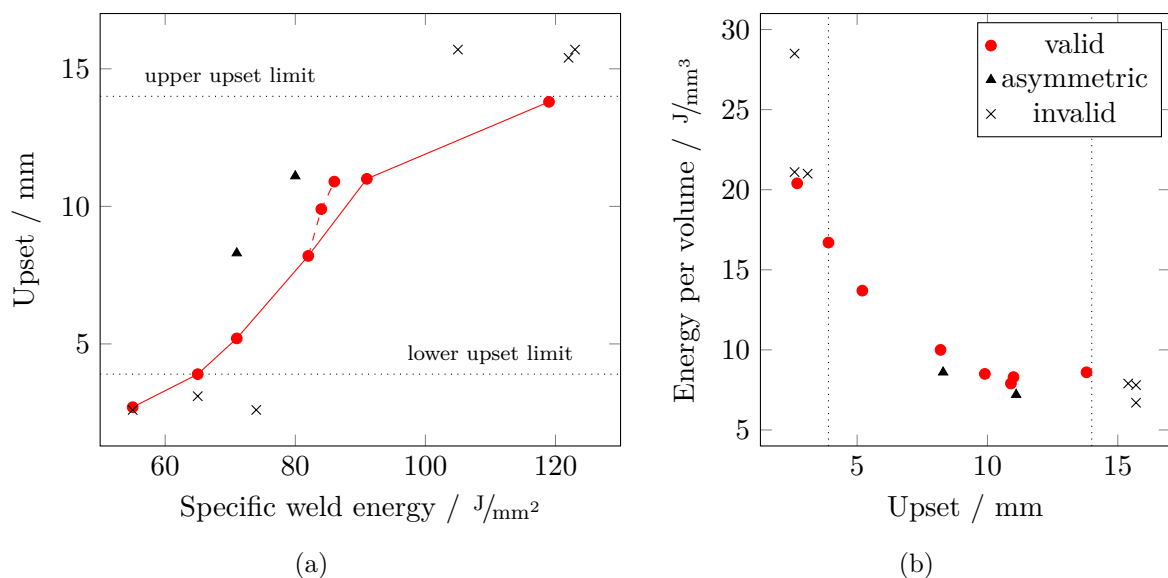 15
10
5
60
80
100
120
upper upset limit
lower upset limit
Upset / mm
Specific weld energy / J/mm²
(a)
30
25
20
15
10
5
5
10
15
valid
asymmetric
invalid
Energy per volume / J/mm³
Upset / mm
(b)